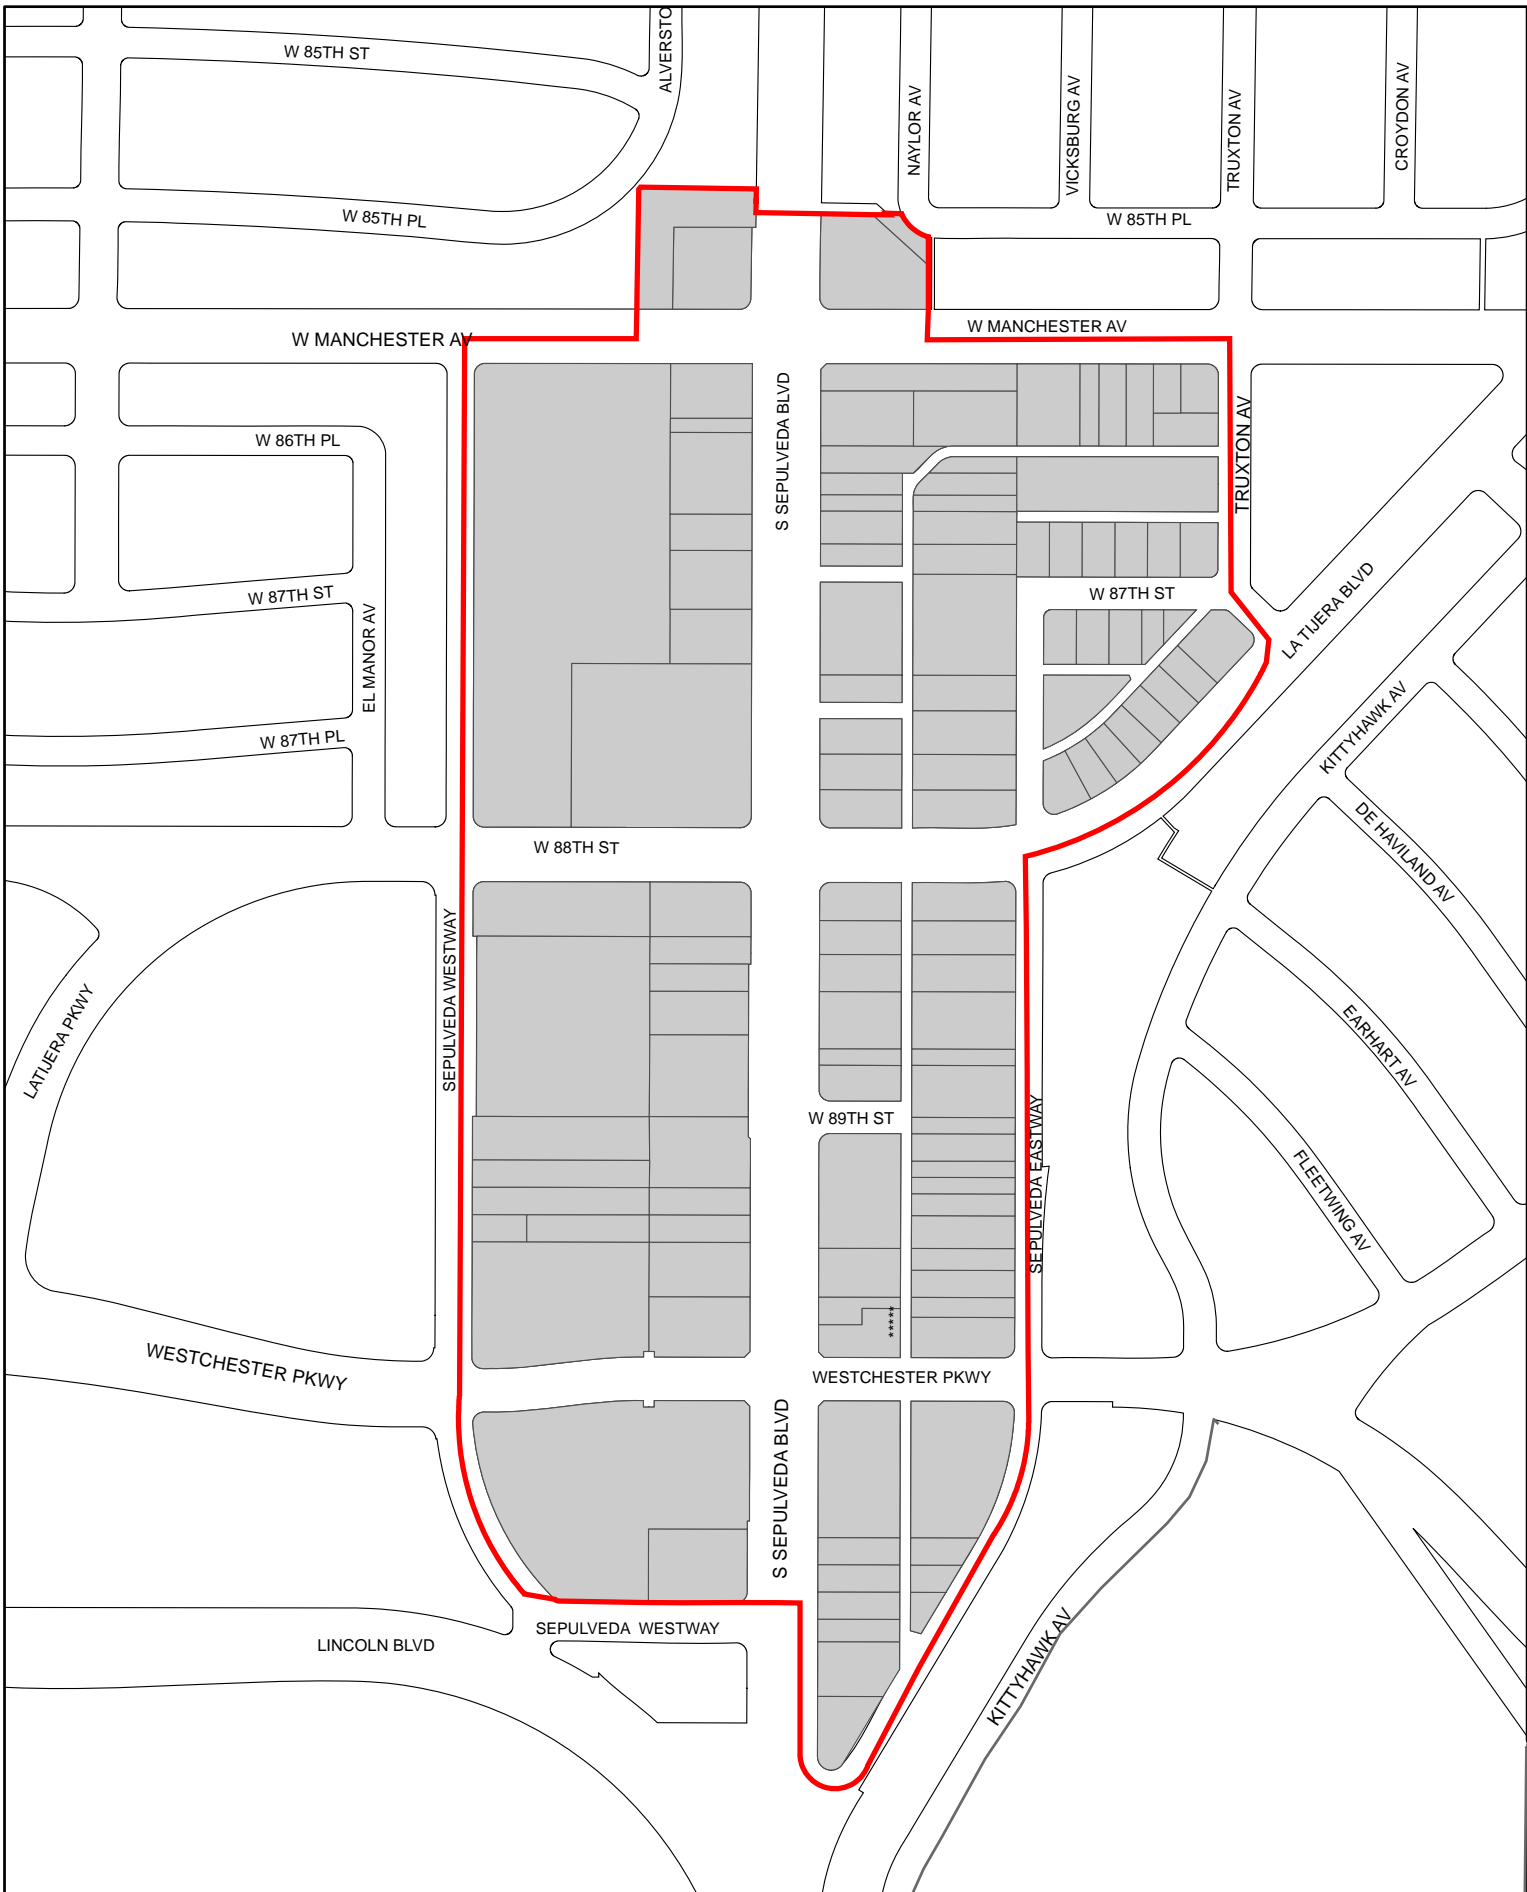 W 85TH ST
ALVERSTO
NAYLOR AV
VICKSBURG AV
TRUXTON AV
CROYDON AV
W 85TH PL
W 85TH PL
W MANCHESTER AV
W MANCHESTER AV
S SEPULVEDA BLVD
TRUXTON AV
W 86TH PL
W 87TH ST
W 87TH ST
LA TIJERA BLVD
EL MANOR AV
KITTYHAWK AV
W 87TH PL
DE HAVILAND AV
W 88TH ST
SEPULVEDA WESTWAY
LATIJERA PKWY
EARHART AV
W 89TH ST
SEPULVEDA EASTWAY
FLEETWING AV
*****
WESTCHESTER PKWY
WESTCHESTER PKWY
S SEPULVEDA BLVD
SEPULVEDA WESTWAY
LINCOLN BLVD
KITTYHAWK AV